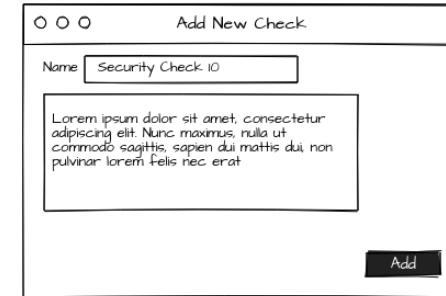 Add New Check
Name Security Check 10
Lorem ipsum dolor sit amet, consectetur
adipiscing elit. Nunc maximus, nulla ut
commodo sagittis, sapien dui mattis dui, non
pulvinar lorem felis nec erat
Add